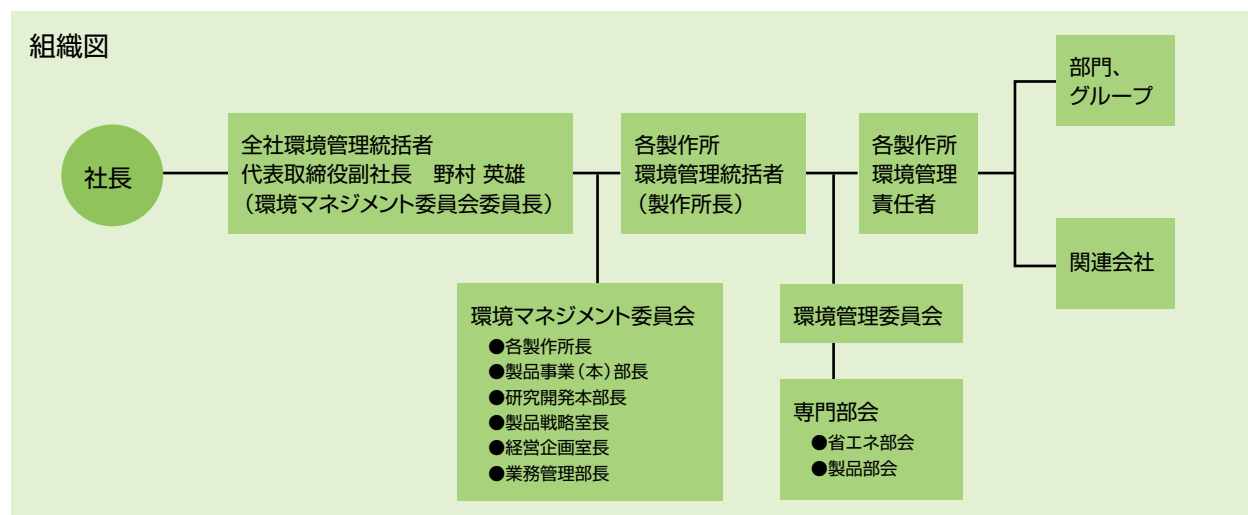 組織図
社長
全社環境管理統括者
代表取締役副社長　野村 英雄
（環境マネジメント委員会委員長）
各製作所
環境管理統括者
（製作所長）
各製作所
環境管理
責任者
部門、
グループ
関連会社
環境マネジメント委員会
●各製作所長
●製品事業（本）部長
●研究開発本部長
●製品戦略室長
●経営企画室長
●業務管理部長
環境管理委員会
専門部会
●省エネ部会
●製品部会